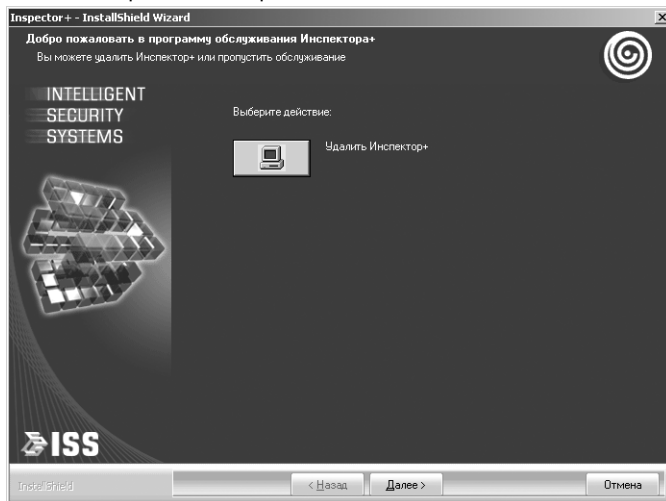 Inspector+ - InstallShield Wizard
Добро пожаловать в программу обслуживания Инспектора+
Вы можете удалить Инспектор+ или пропустить обслуживание
INTELLIGENT
SECURITY
SYSTEMS
Выберите действие:
Удалить Инспектор+
ISS
InstallShield
< Назад
Далее >
Отмена